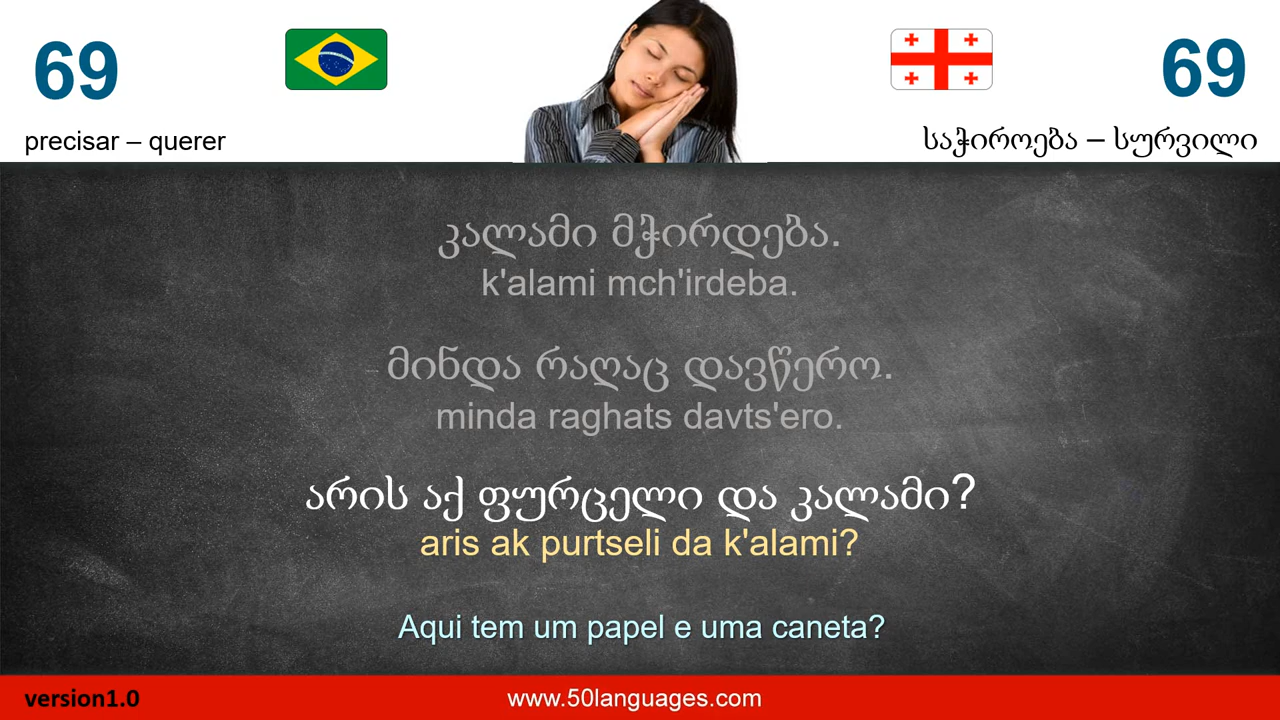 69
69
precisar – querer
საჭიროება – სურვილი
კალამი მჭირდება.
k'alami mch'irdeba.
მინდა რაღაც დავწერო.
minda raghats davts'ero.
არის აქ ფურცელი და კალამი?
aris ak purtseli da k'alami?
Aqui tem um papel e uma caneta?
version1.0
www.50languages.com